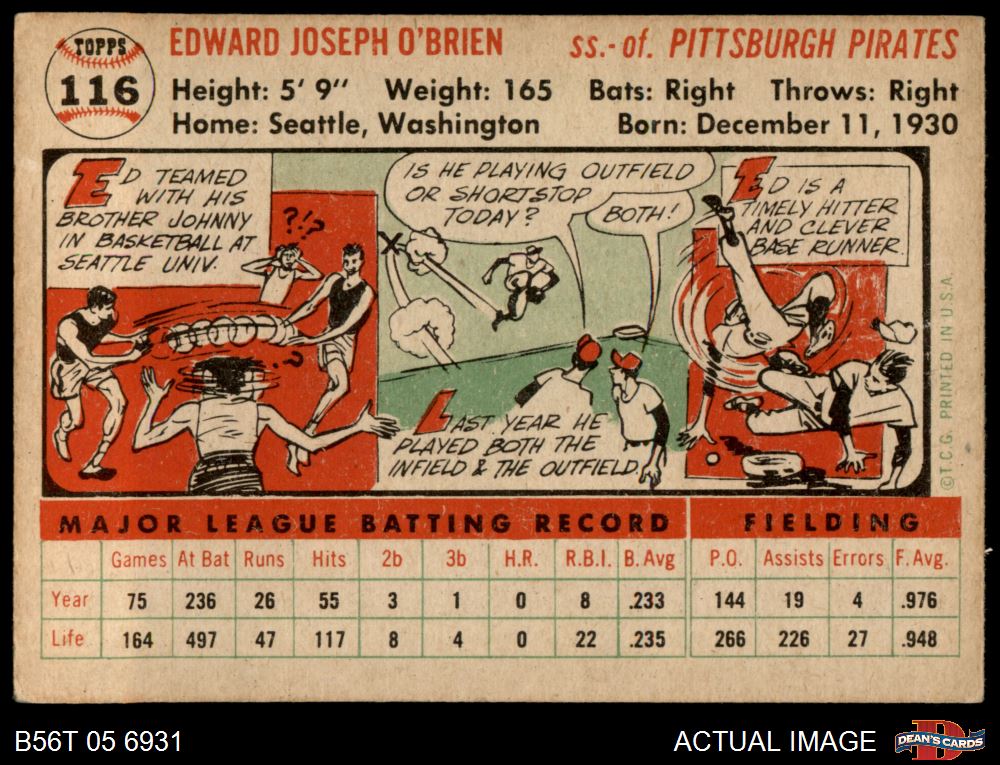 TOPPS
116
EDWARD JOSEPH O'BRIEN
ss.-of. PITTSBURGH PIRATES
Height: 5' 9" Weight: 165 Bats: Right Throws: Right
Home: Seattle, Washington Born: December 11, 1930
ED TEAMED
WITH HIS
BROTHER JOHNNY
IN BASKETBALL AT
SEATTLE UNIV.
?!?
?
IS HE PLAYING OUTFIELD
OR SHORTSTOP
TODAY?
BOTH!
LAST YEAR HE
PLAYED BOTH THE
INFIELD & THE OUTFIELD.
ED IS A
TIMELY HITTER
AND CLEVER
BASE RUNNER.
©T.C.G. PRINTED IN U.S.A.
MAJOR LEAGUE BATTING RECORD FIELDING
Games At Bat Runs Hits 2b 3b H.R. R.B.I. B. Avg P.O. Assists Errors F. Avg.
Year 75 236 26 55 3 1 0 8 .233 144 19 4 .976
Life 164 497 47 117 8 4 0 22 .235 266 226 27 .948
B56T 05 6931
ACTUAL IMAGE
DEAN'S CARDS